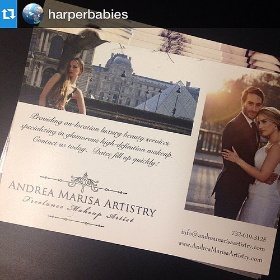 harperbabies
Providing on-location luxury beauty services,
specializing in glamorous high-definition makeup.
Contact us today. Dates fill up quickly!
ANDREA MARISA ARTISTRY
Freelance Makeup Artist
info@andreamarisaartistry.com
www.AndreaMarisaArtistry.com